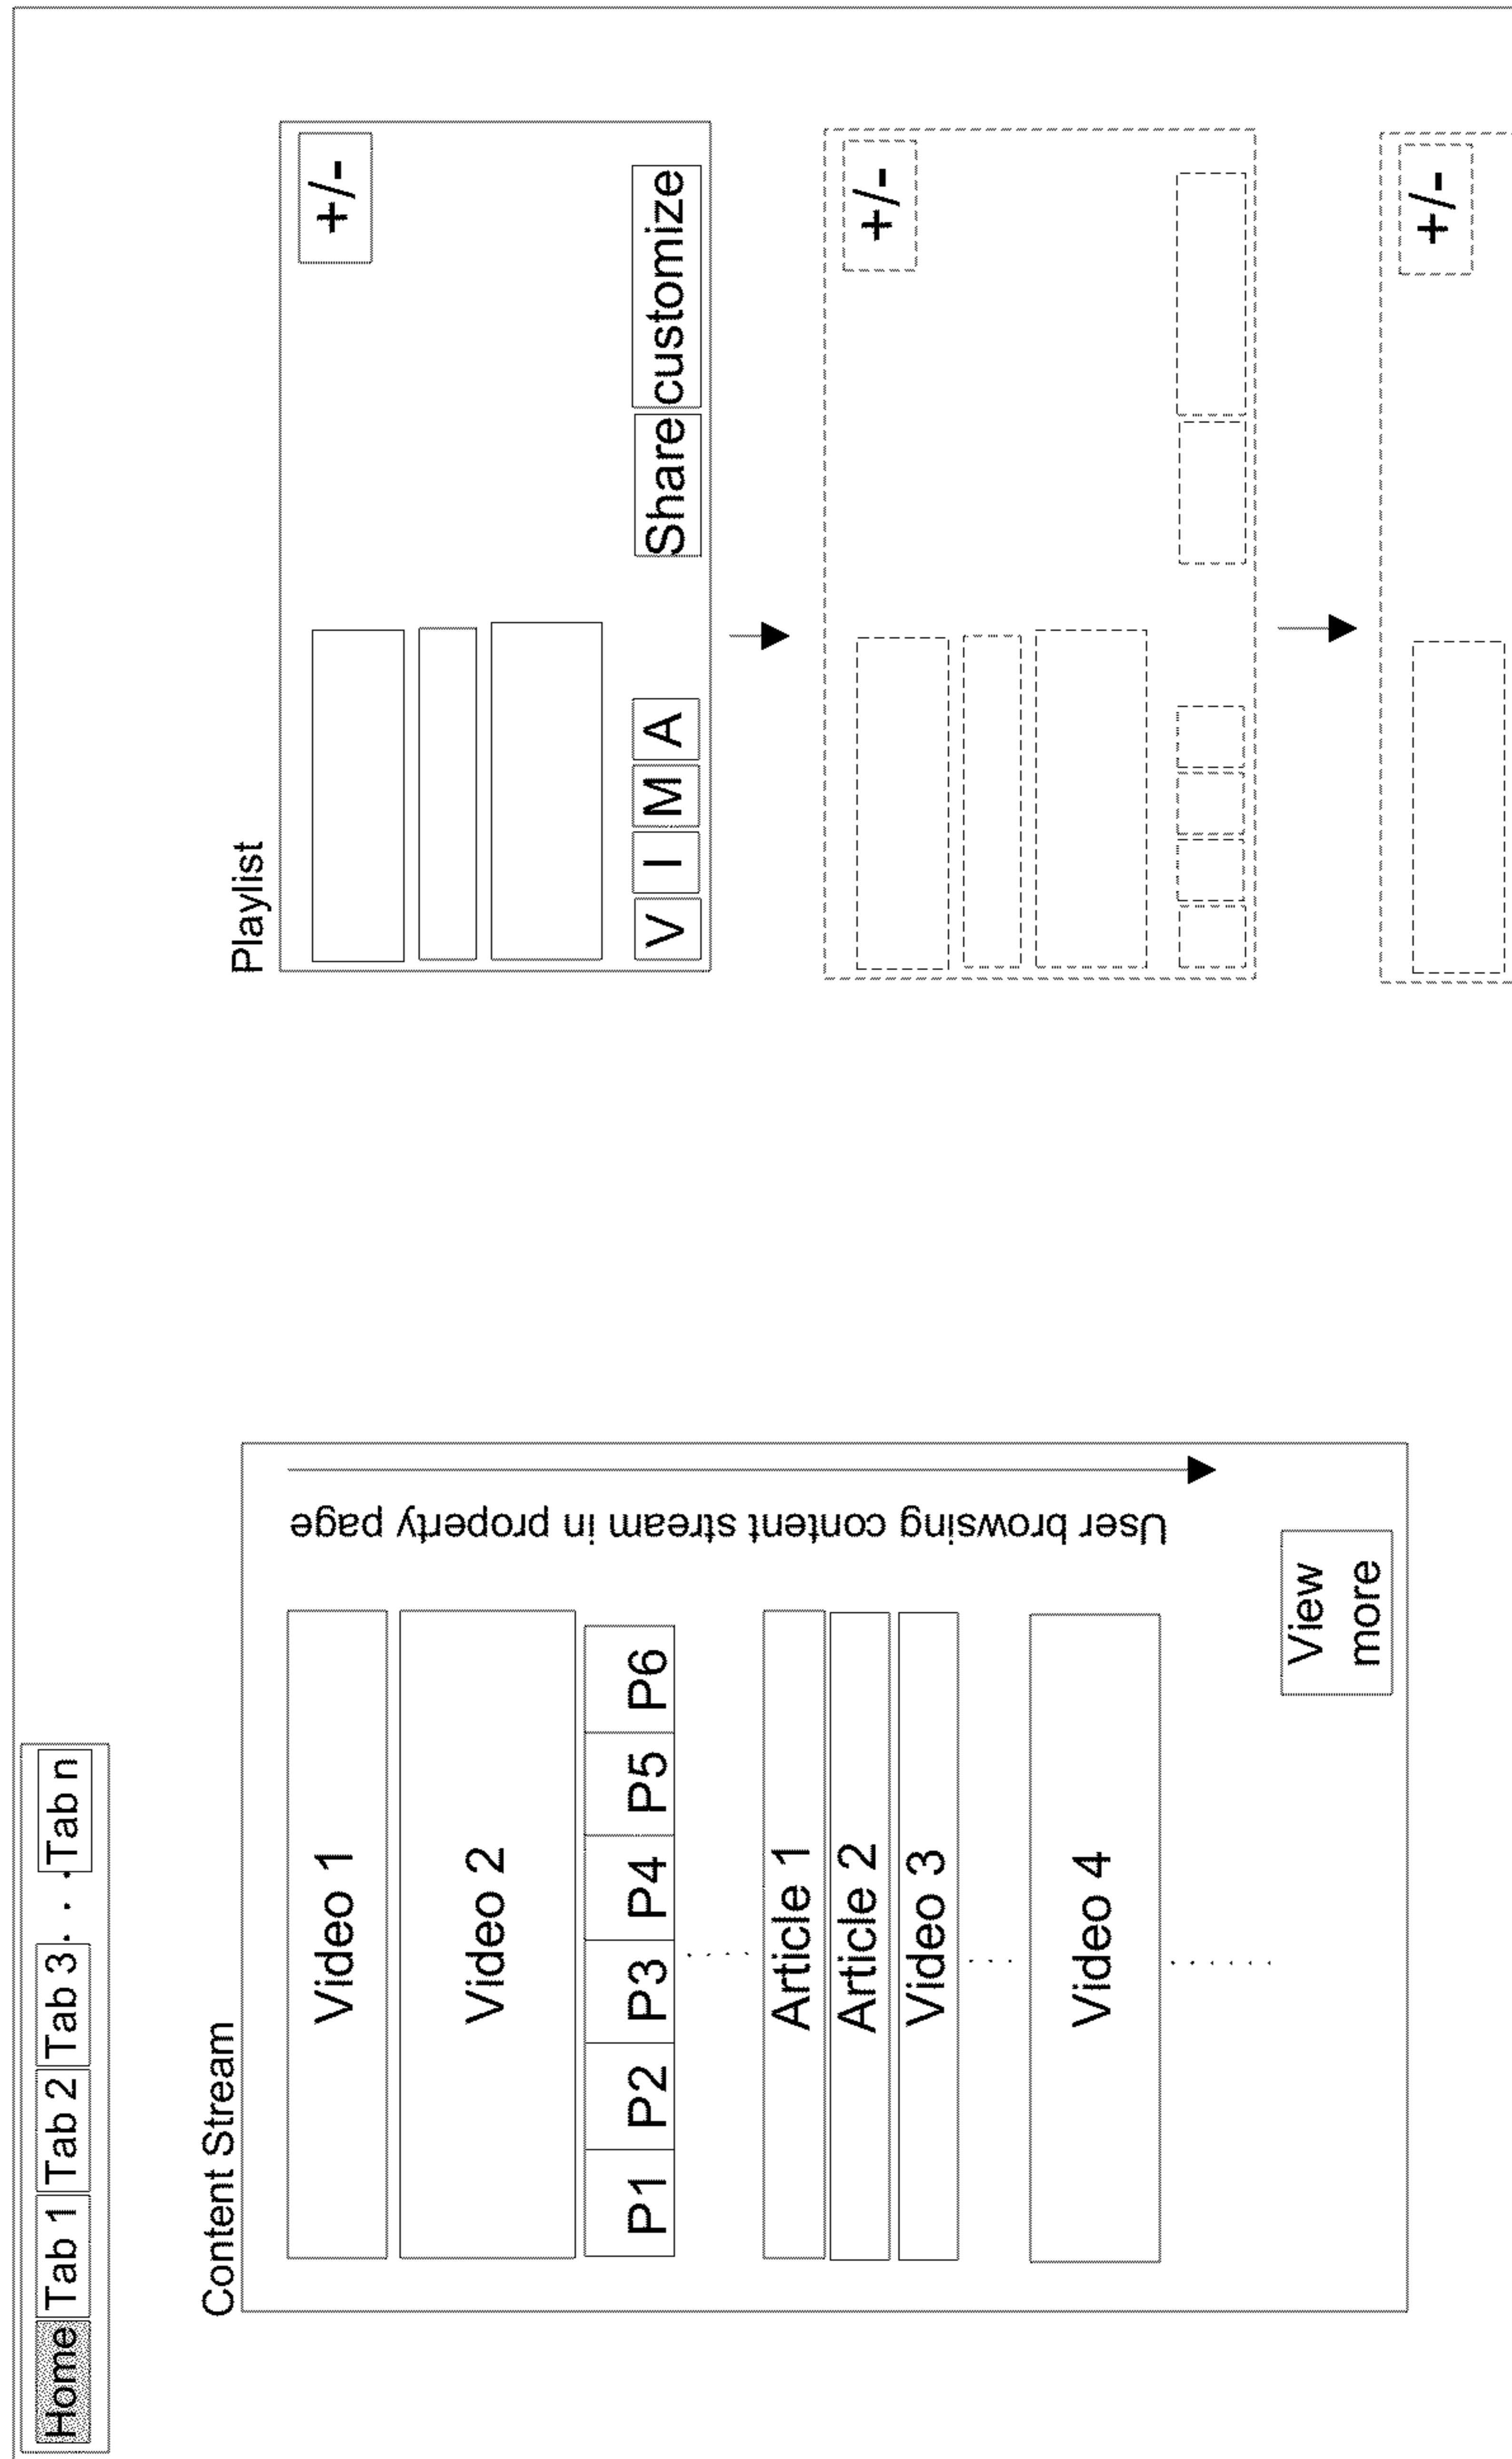 Home Tab 1 Tab 2 Tab 3 . . . Tab n
Content Stream
Video 1
Video 2
P1 P2 P3 P4 P5 P6
Article 1
Article 2
Video 3
Video 4
View
more
User browsing content stream in property page
Playlist
+/-
V I M A Share customize
+/-
+/-